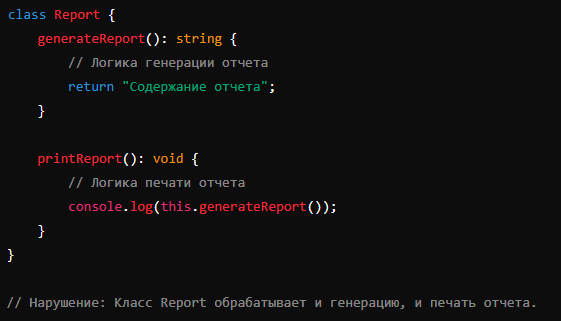 class Report {
    generateReport(): string {
        // Логика генерации отчета
        return "Содержание отчета";
    }

    printReport(): void {
        // Логика печати отчета
        console.log(this.generateReport());
    }
}

// Нарушение: Класс Report обрабатывает и генерацию, и печать отчета.